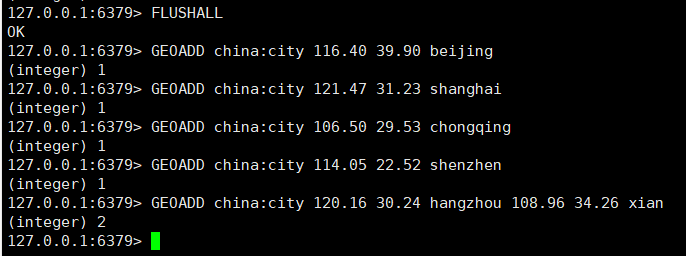 127.0.0.1:6379> FLUSHALL
OK
127.0.0.1:6379> GEOADD china:city 116.40 39.90 beijing
(integer) 1
127.0.0.1:6379> GEOADD china:city 121.47 31.23 shanghai
(integer) 1
127.0.0.1:6379> GEOADD china:city 106.50 29.53 chongqing
(integer) 1
127.0.0.1:6379> GEOADD china:city 114.05 22.52 shenzhen
(integer) 1
127.0.0.1:6379> GEOADD china:city 120.16 30.24 hangzhou 108.96 34.26 xian
(integer) 2
127.0.0.1:6379>